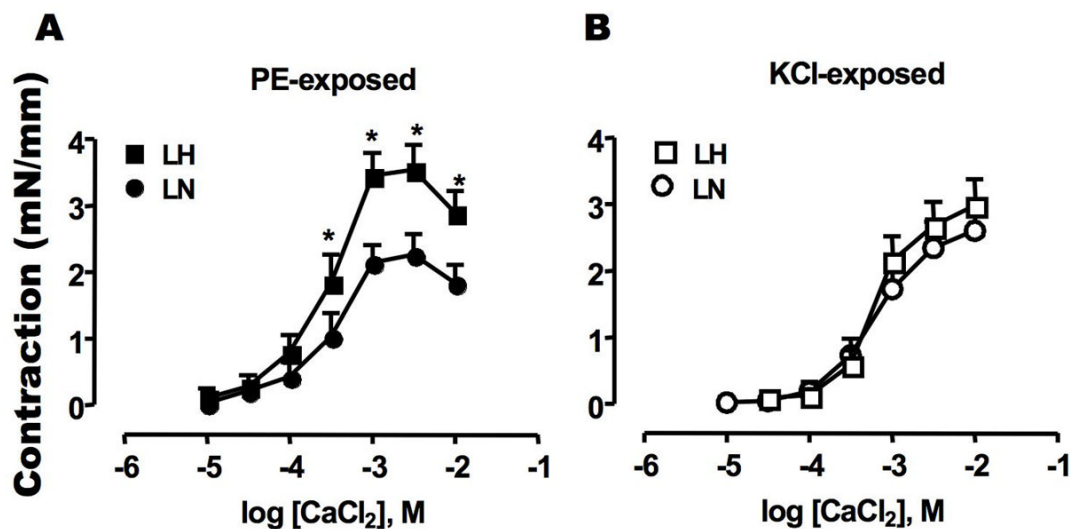 A
PE-exposed
Contraction (mN/mm)
4
3
2
1
0
LH
LN
*
*
*
*
-6
-5
-4
-3
-2
-1
log [CaCl₂], M
B
KCl-exposed
4
3
2
1
0
LH
LN
-6
-5
-4
-3
-2
-1
log [CaCl₂], M